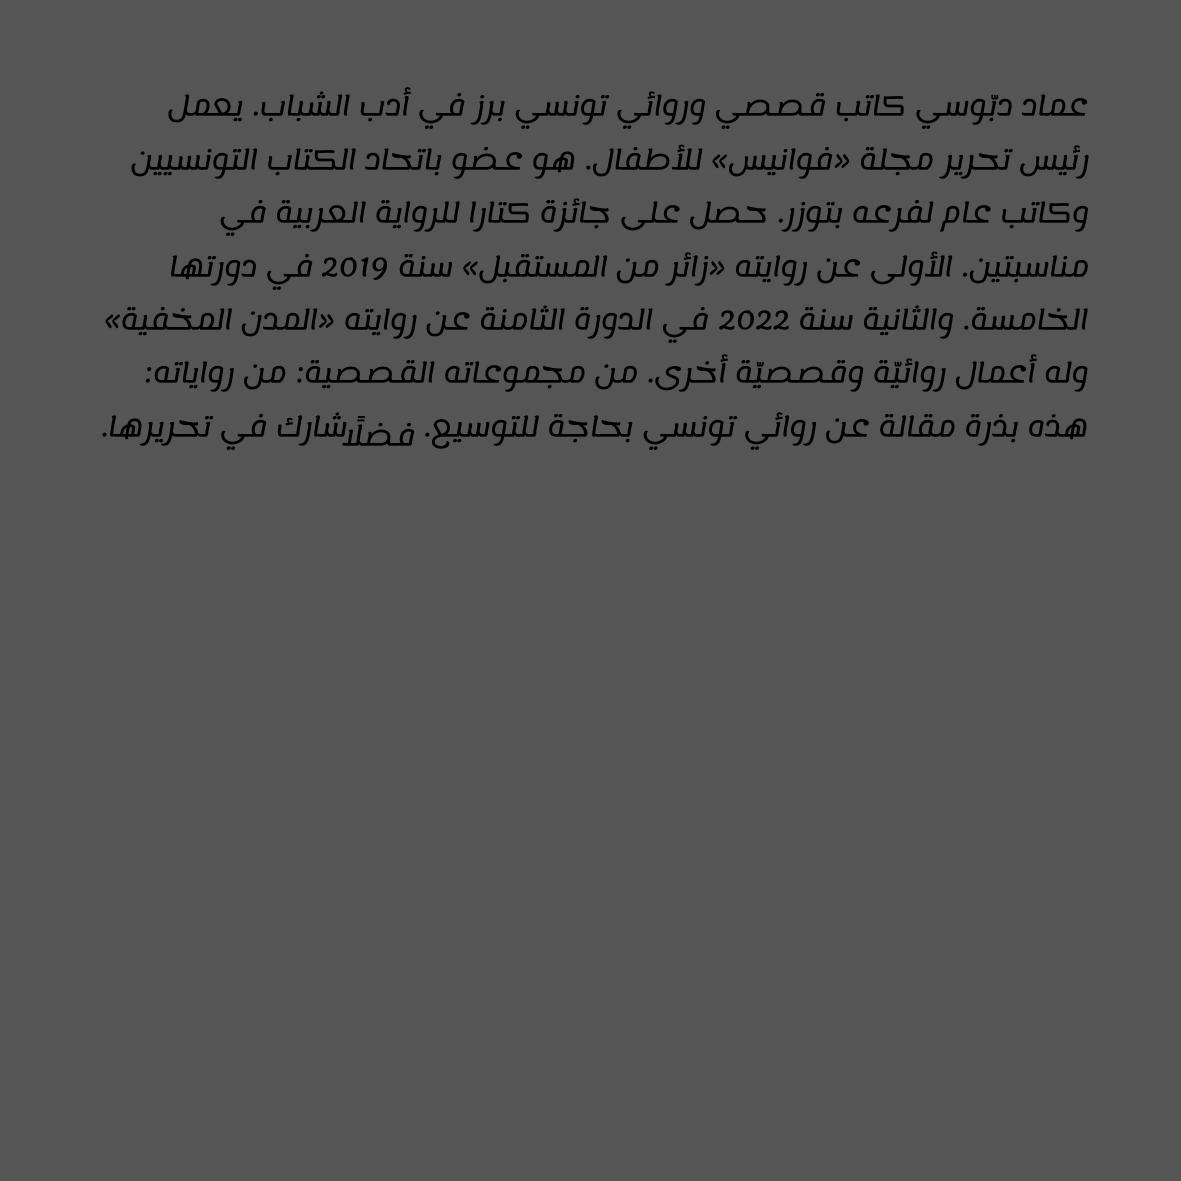 عماد دبّوسي كاتب قصصي وروائي تونسي برز في أدب الشباب. يعمل
رئيس تحرير مجلة «فوانيس» للأطفال. هو عضو باتحاد الكتاب التونسيين
وكاتب عام لفرعه بتوزر. حصل على جائزة كتارا للرواية العربية في
مناسبتين. الأولى عن روايته «زائر من المستقبل» سنة 2019 في دورتها
الخامسة. والثانية سنة 2022 في الدورة الثامنة عن روايته «المدن المخفية»
وله أعمال روائيّة وقصصيّة أخرى. من مجموعاته القصصية: من رواياته:
هذه بذرة مقالة عن روائي تونسي بحاجة للتوسيع. فضلًا شارك في تحريرها.